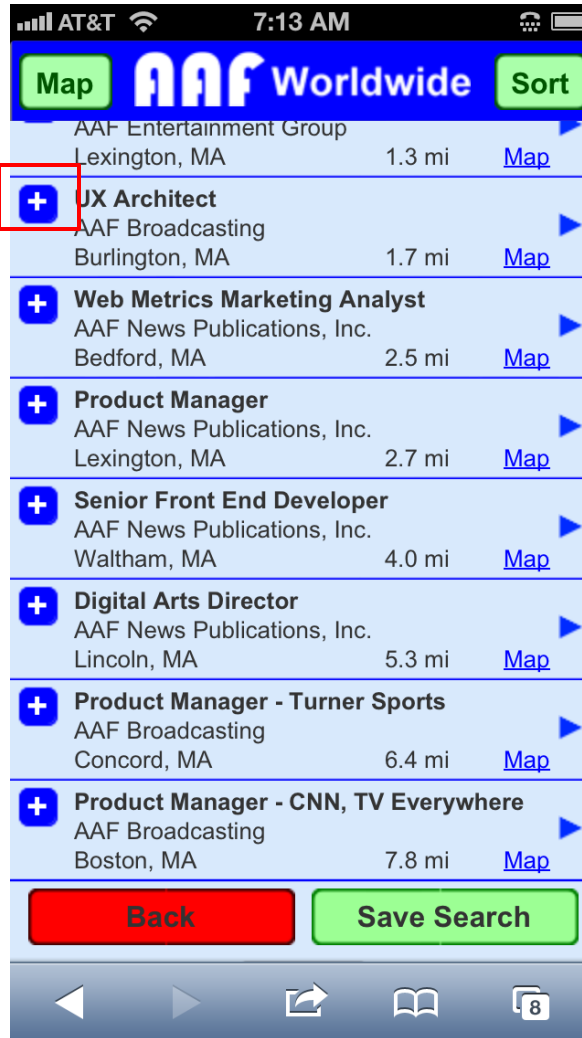 AT&T 7:13 AM
Map AAF Worldwide Sort
AAF Entertainment Group
Lexington, MA 1.3 mi Map
UX Architect
AAF Broadcasting
Burlington, MA 1.7 mi Map
Web Metrics Marketing Analyst
AAF News Publications, Inc.
Bedford, MA 2.5 mi Map
Product Manager
AAF News Publications, Inc.
Lexington, MA 2.7 mi Map
Senior Front End Developer
AAF News Publications, Inc.
Waltham, MA 4.0 mi Map
Digital Arts Director
AAF News Publications, Inc.
Lincoln, MA 5.3 mi Map
Product Manager - Turner Sports
AAF Broadcasting
Concord, MA 6.4 mi Map
Product Manager - CNN, TV Everywhere
AAF Broadcasting
Boston, MA 7.8 mi Map
Back Save Search
8